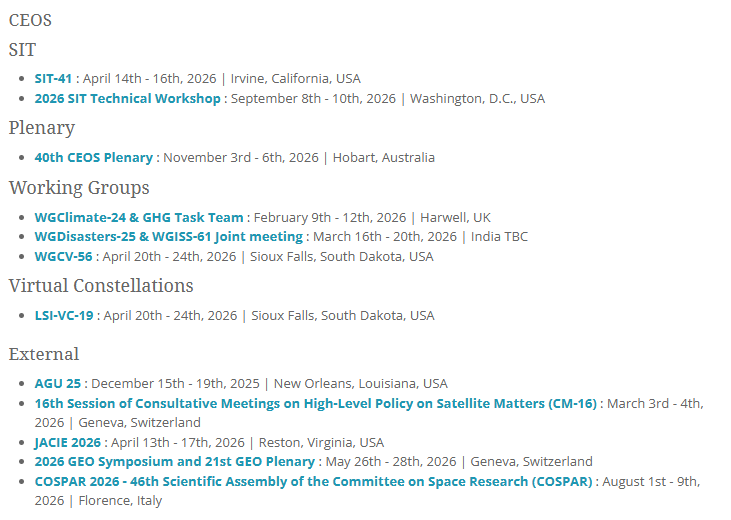 CEOS
SIT
SIT-41 : April 14th - 16th, 2026 | Irvine, California, USA
2026 SIT Technical Workshop : September 8th - 10th, 2026 | Washington, D.C., USA
Plenary
40th CEOS Plenary : November 3rd - 6th, 2026 | Hobart, Australia
Working Groups
WGClimate-24 & GHG Task Team : February 9th - 12th, 2026 | Harwell, UK
WGDisasters-25 & WGISS-61 Joint meeting : March 16th - 20th, 2026 | India TBC
WGCV-56 : April 20th - 24th, 2026 | Sioux Falls, South Dakota, USA
Virtual Constellations
LSI-VC-19 : April 20th - 24th, 2026 | Sioux Falls, South Dakota, USA
External
AGU 25 : December 15th - 19th, 2025 | New Orleans, Louisiana, USA
16th Session of Consultative Meetings on High-Level Policy on Satellite Matters (CM-16) : March 3rd - 4th,
2026 | Geneva, Switzerland
JACIE 2026 : April 13th - 17th, 2026 | Reston, Virginia, USA
2026 GEO Symposium and 21st GEO Plenary : May 26th - 28th, 2026 | Geneva, Switzerland
COSPAR 2026 - 46th Scientific Assembly of the Committee on Space Research (COSPAR) : August 1st - 9th,
2026 | Florence, Italy